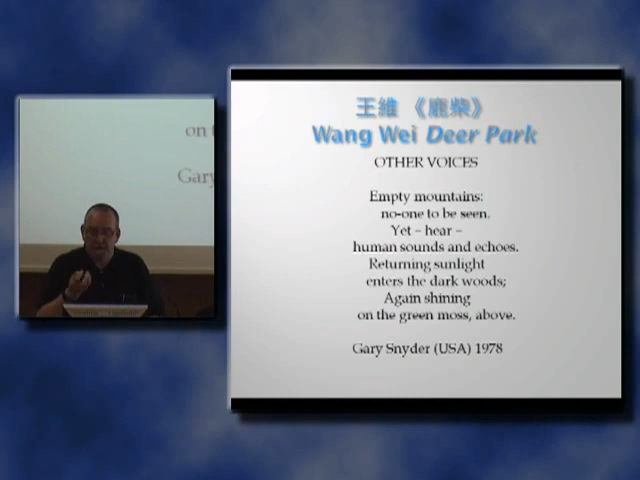 王維 《鹿柴》
Wang Wei Deer Park
OTHER VOICES
Empty mountains:
no-one to be seen.
Yet – hear –
human sounds and echoes.
Returning sunlight
enters the dark woods;
Again shining
on the green moss, above.
Gary Snyder (USA) 1978
on
Gary